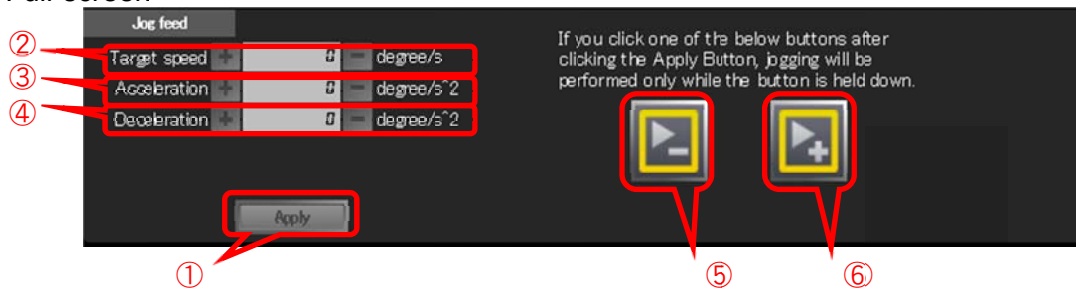 Jog feed
② Target speed + 0 - degree/s
③ Acceleration + 0 - degree/s^2
④ Deceleration + 0 - degree/s^2
Apply
①
If you click one of the below buttons after
clicking the Apply Button, jogging will be
performed only while the button is held down.
⑤ ⑥